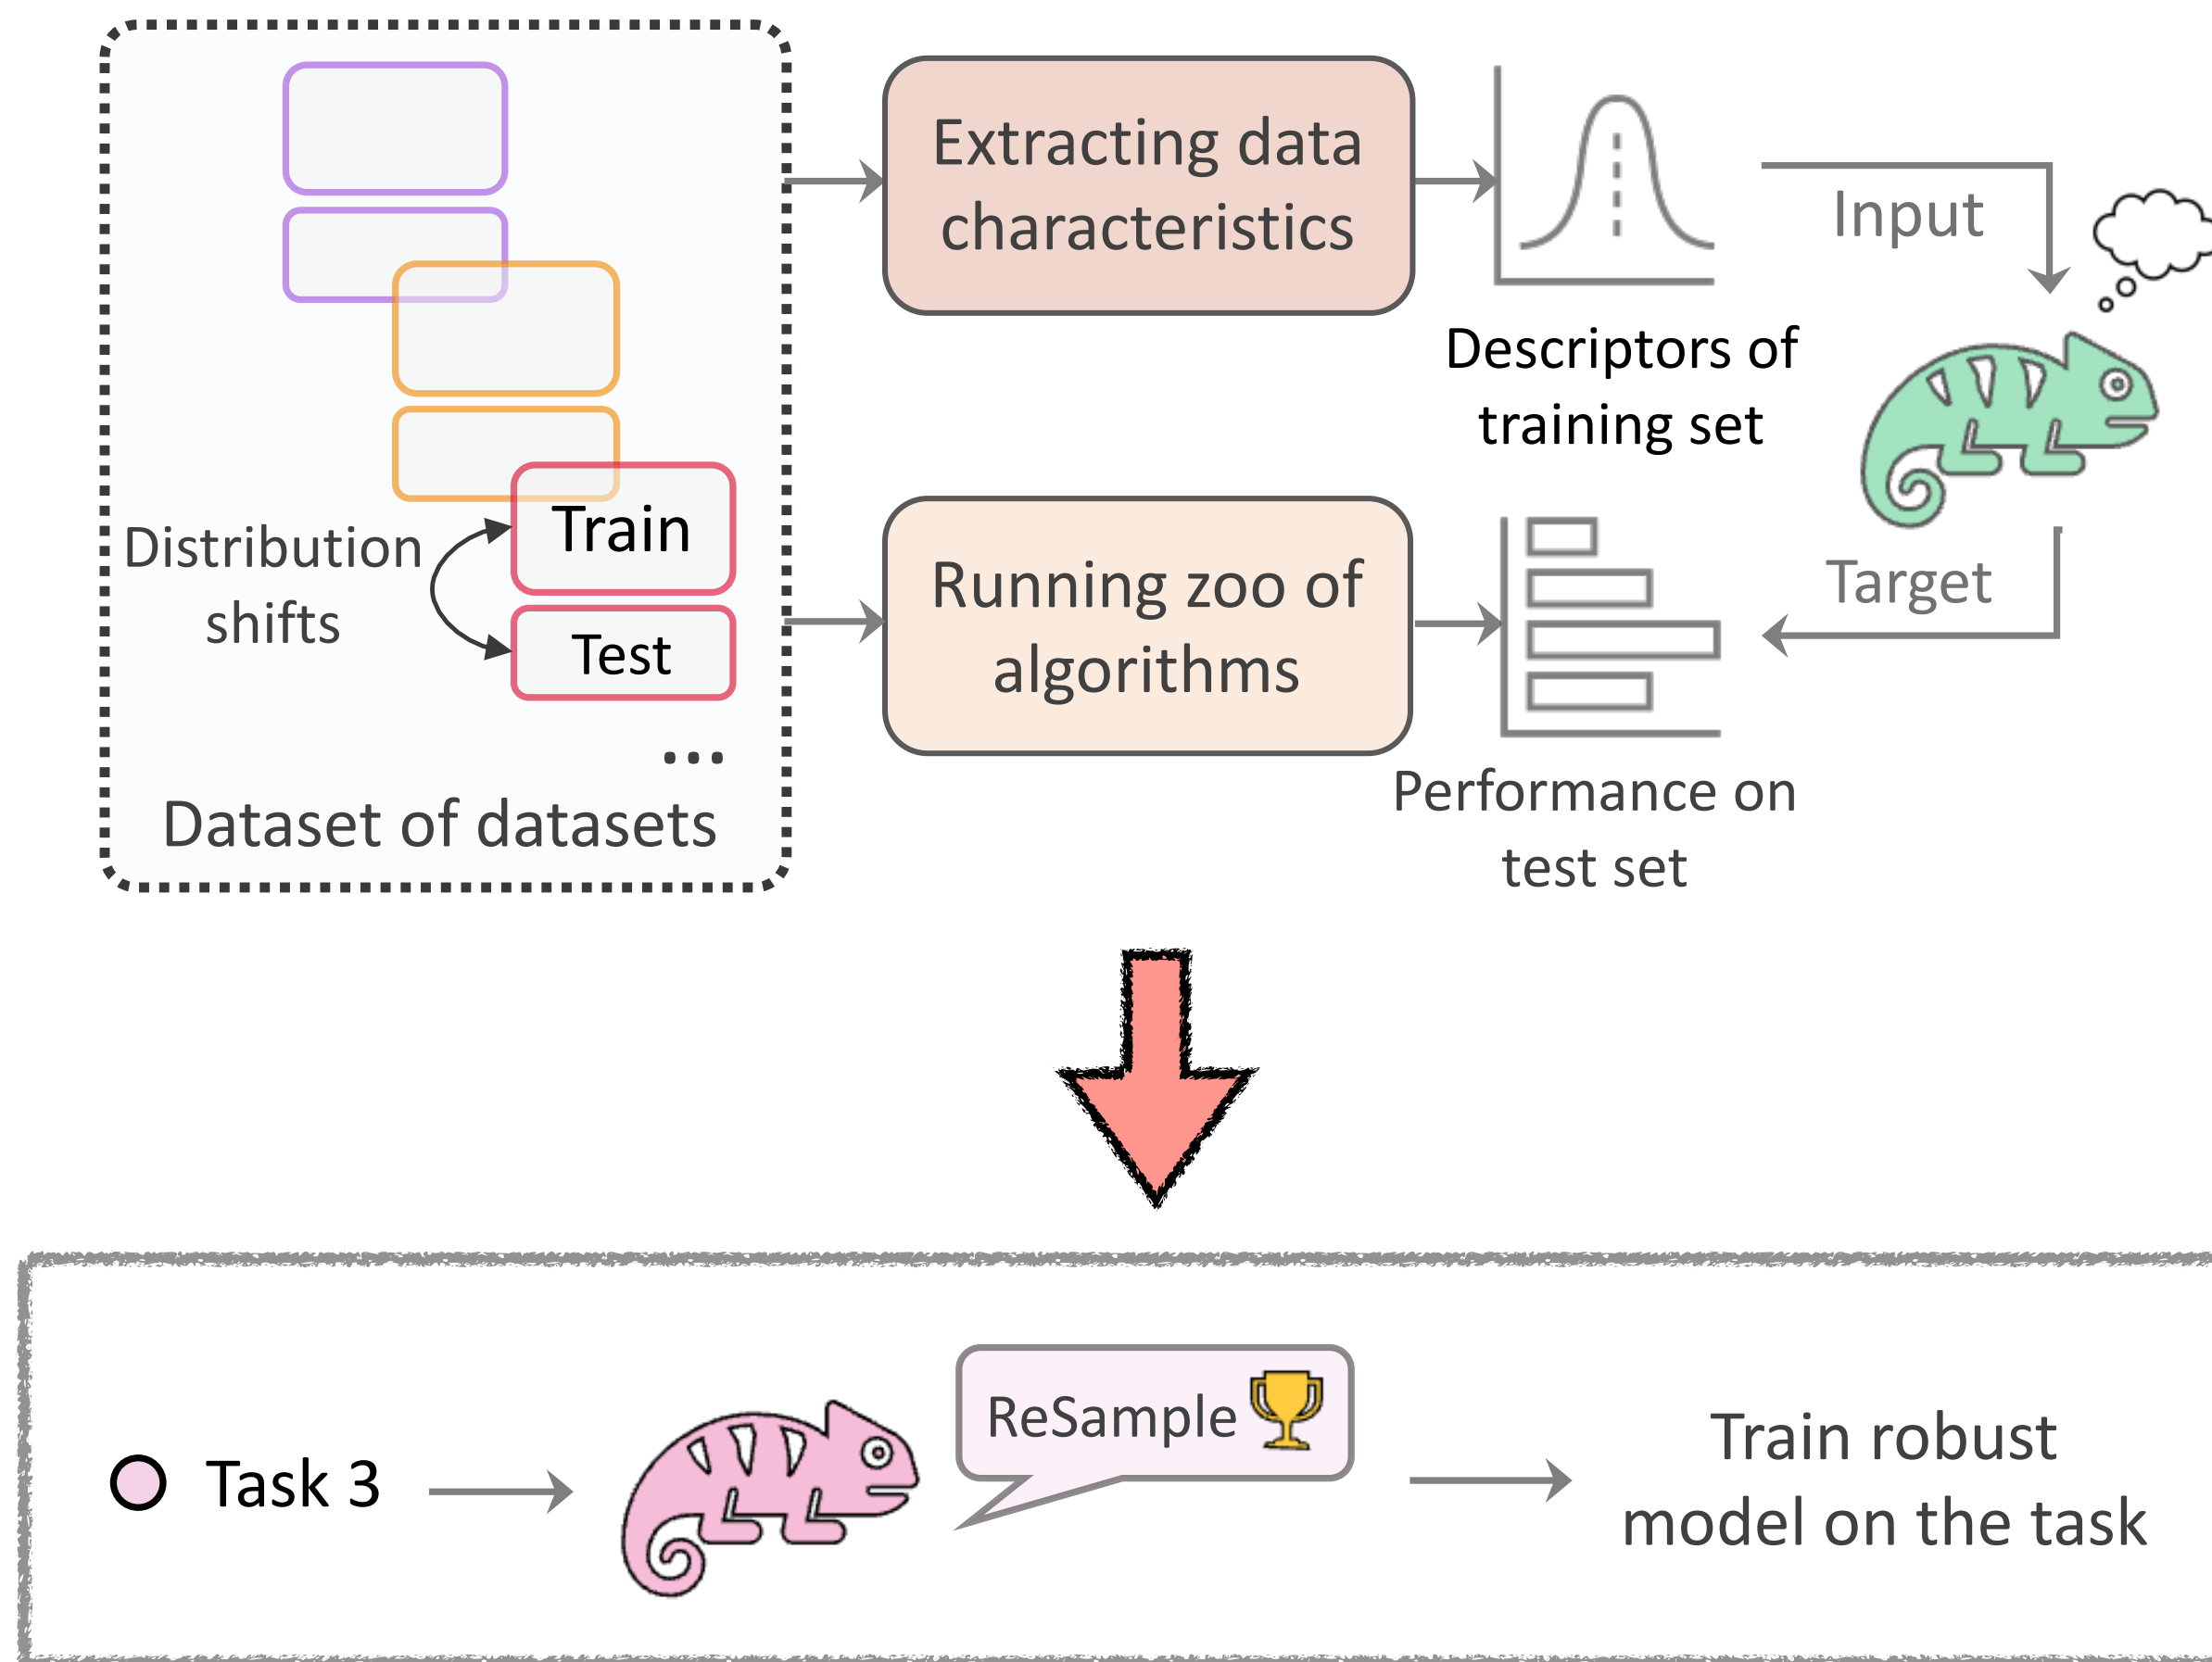 Extracting data
characteristics
Input
Descriptors of
training set
Train
Distribution
shifts
Test
Running zoo of
algorithms
Target
...
Dataset of datasets
Performance on
test set
Task 3
ReSample
Train robust
model on the task